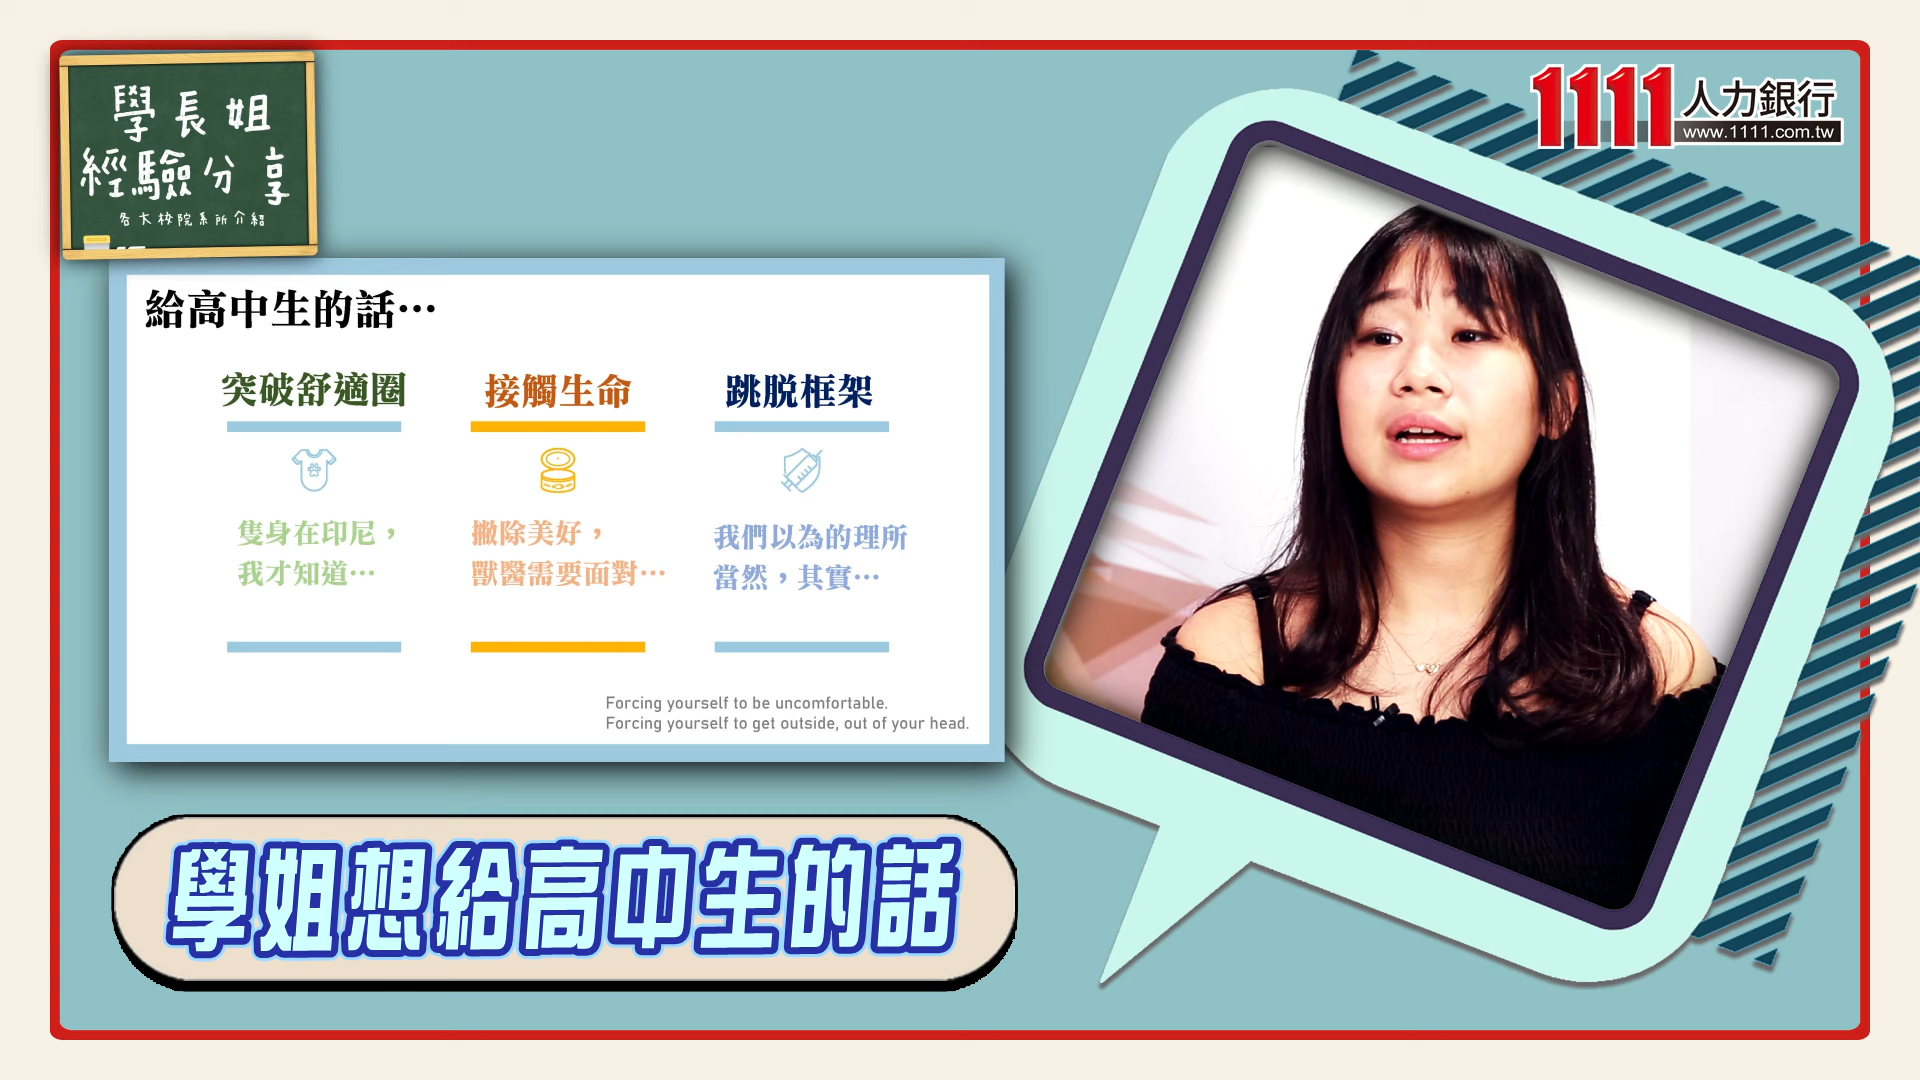 學長姐
經驗分享
各大校院系所介紹
1111人力銀行
www.1111.com.tw
給高中生的話…
突破舒適圈
隻身在印尼，
我才知道…
接觸生命
撇除美好，
獸醫需要面對…
跳脱框架
我們以為的理所
當然，其實…
Forcing yourself to be uncomfortable.
Forcing yourself to get outside, out of your head.
學姐想給高中生的話